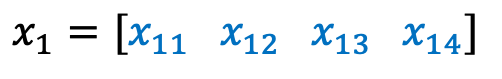 x₁ = [x₁₁ x₁₂ x₁₃ x₁₄]